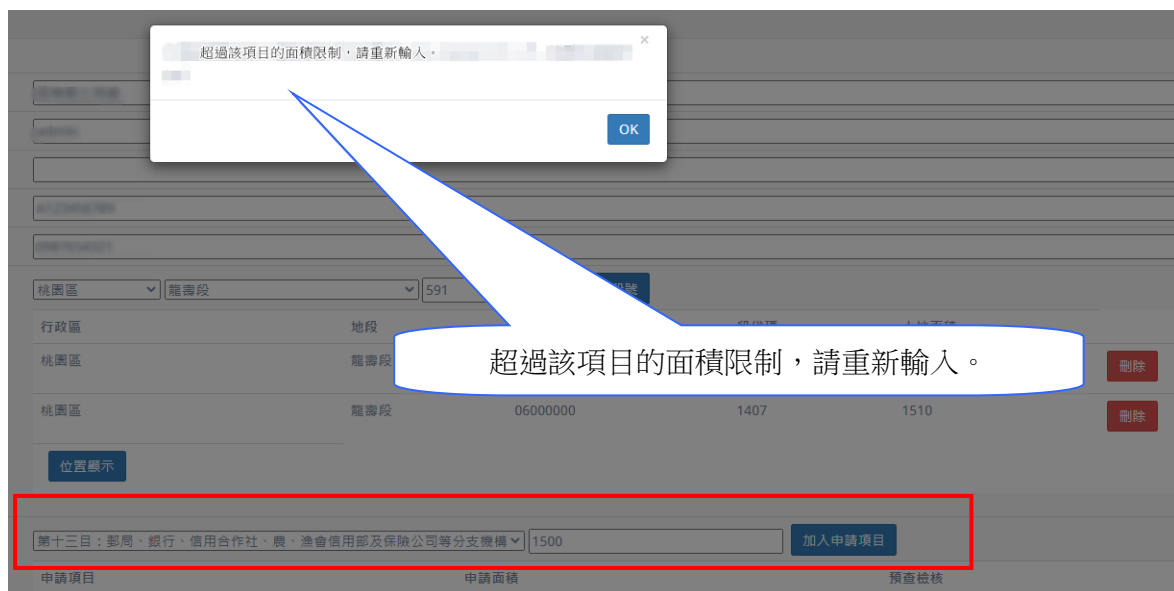 超過該項目的面積限制,請重新輸入。
×
OK
桃園區 龍壽段 591
行政區 地段
桃園區 龍壽段 刪除
超過該項目的面積限制,請重新輸入。
桃園區 龍壽段 06000000 1407 1510 刪除
位置顯示
第十三目:郵局、銀行、信用合作社、農、漁會信用部及保險公司等分支機構 1500 加入申請項目
申請項目 申請面積 預查檢核